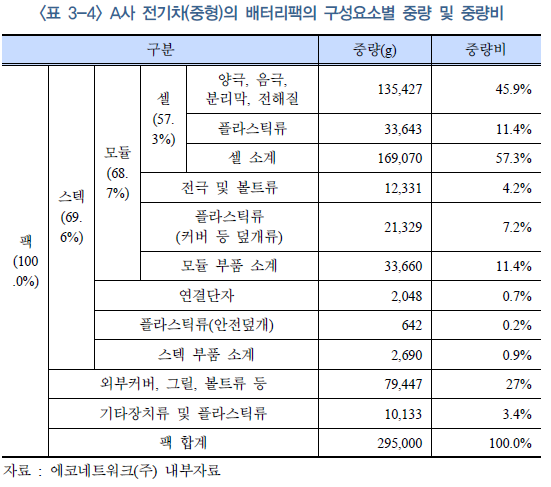 <표 3-4> A사 전기차(중형)의 배터리팩의 구성요소별 중량 및 중량비
구분 중량(g) 중량비
팩
(100
.0%)
스텍
(69.
6%)
모듈
(68.
7%)
셀
(57.
3%)
양극, 음극,
분리막, 전해질 135,427 45.9%
플라스틱류 33,643 11.4%
셀 소계 169,070 57.3%
전극 및 볼트류 12,331 4.2%
플라스틱류
(커버 등 덮개류) 21,329 7.2%
모듈 부품 소계 33,660 11.4%
연결단자 2,048 0.7%
플라스틱류(안전덮개) 642 0.2%
스텍 부품 소계 2,690 0.9%
외부커버, 그릴, 볼트류 등 79,447 27%
기타장치류 및 플라스틱류 10,133 3.4%
팩 합계 295,000 100.0%
자료 : 에코네트워크(주) 내부자료